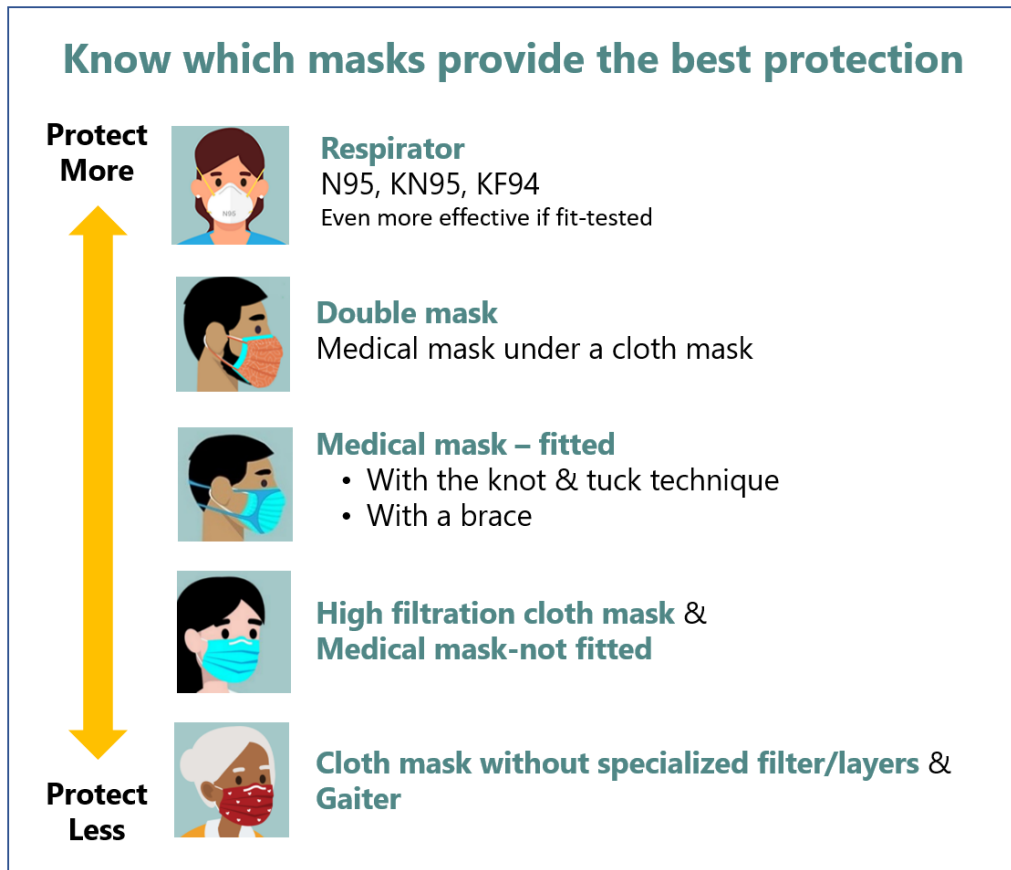 Know which masks provide the best protection
Protect
More
N95
Respirator
N95, KN95, KF94
Even more effective if fit-tested
Double mask
Medical mask under a cloth mask
Medical mask – fitted
• With the knot & tuck technique
• With a brace
High filtration cloth mask &
Medical mask-not fitted
Cloth mask without specialized filter/layers &
Gaiter
Protect
Less